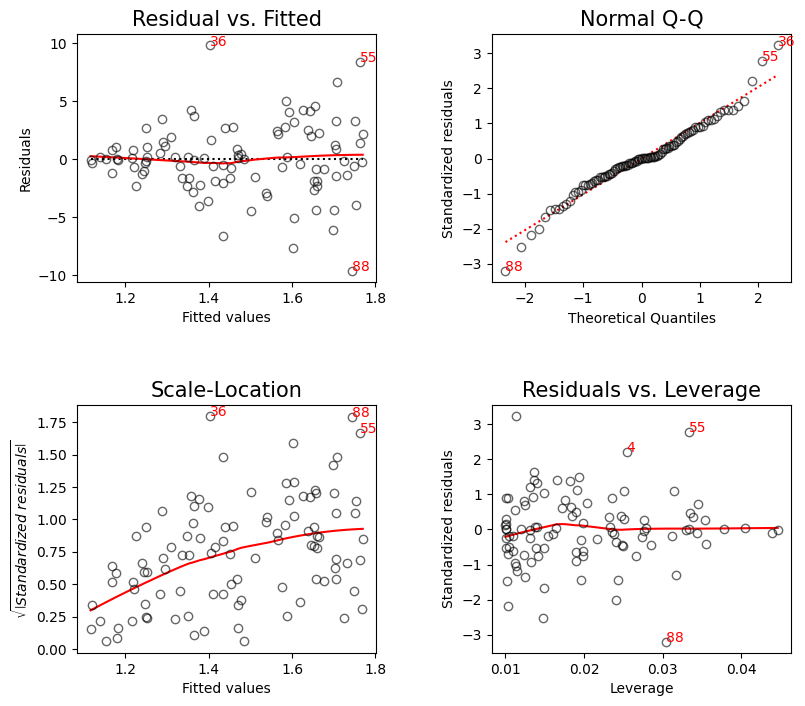 Residual vs. Fitted
10
5
0
−5
−10
Residuals
36
55
88
1.2 1.4 1.6 1.8
Fitted values
Normal Q-Q
3
2
1
0
−1
−2
−3
Standardized residuals
36
55
88
−2 −1 0 1 2
Theoretical Quantiles
Scale-Location
1.75
1.50
1.25
1.00
0.75
0.50
0.25
0.00
√|Standardized residuals|
36
88
55
1.2 1.4 1.6 1.8
Fitted values
Residuals vs. Leverage
3
2
1
0
−1
−2
−3
Standardized residuals
55
4
88
0.01 0.02 0.03 0.04
Leverage